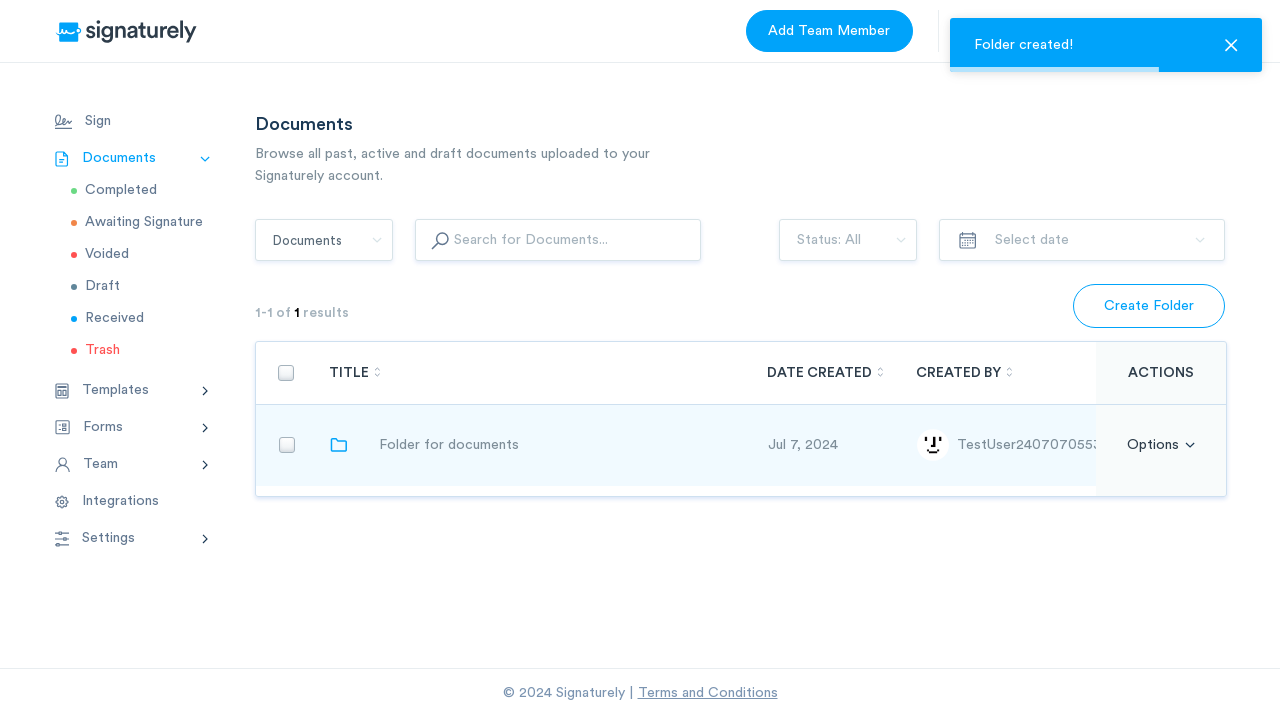 signaturely
Add Team Member
Folder created!
Sign
Documents
Completed
Awaiting Signature
Voided
Draft
Received
Trash
Templates
Forms
Team
Integrations
Settings
Documents
Browse all past, active and draft documents uploaded to your
Signaturely account.
Documents
Search for Documents...
Status: All
Select date
1-1 of 1 results
Create Folder
TITLE DATE CREATED CREATED BY ACTIONS
Folder for documents Jul 7, 2024 TestUser2407070553 Options
© 2024 Signaturely | Terms and Conditions